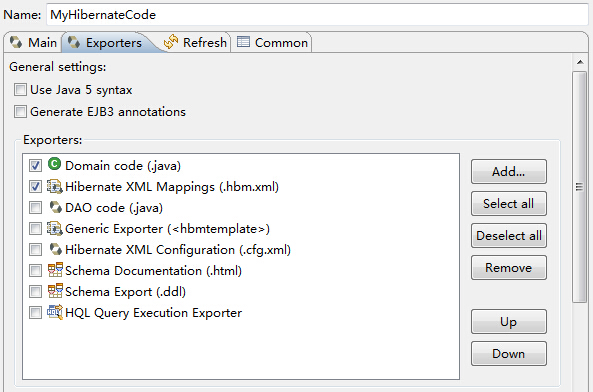 Name: MyHibernateCode
Main Exporters Refresh Common
General settings:
Use Java 5 syntax
Generate EJB3 annotations
Exporters:
Domain code (.java)
Hibernate XML Mappings (.hbm.xml)
DAO code (.java)
Generic Exporter (<hbmtemplate>)
Hibernate XML Configuration (.cfg.xml)
Schema Documentation (.html)
Schema Export (.ddl)
HQL Query Execution Exporter
Add...
Select all
Deselect all
Remove
Up
Down